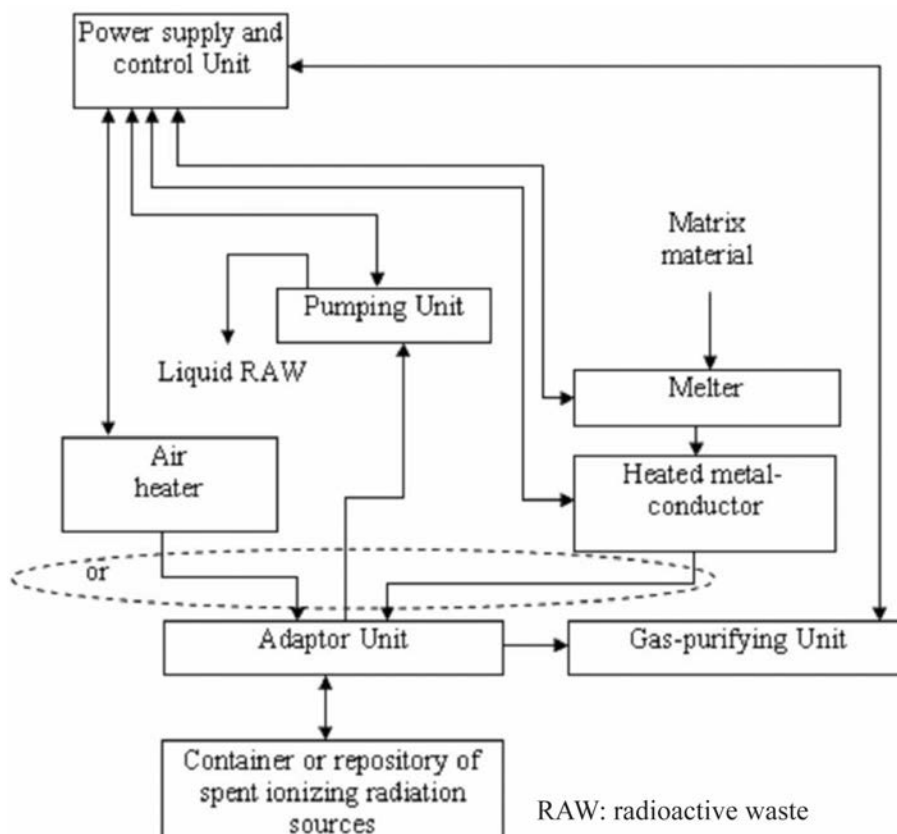 Power supply and
control Unit
Matrix
material
Pumping Unit
Liquid RAW
Melter
Air
heater
Heated metal-
conductor
or
Adaptor Unit
Gas-purifying Unit
Container or repository of
spent ionizing radiation
sources
RAW: radioactive waste